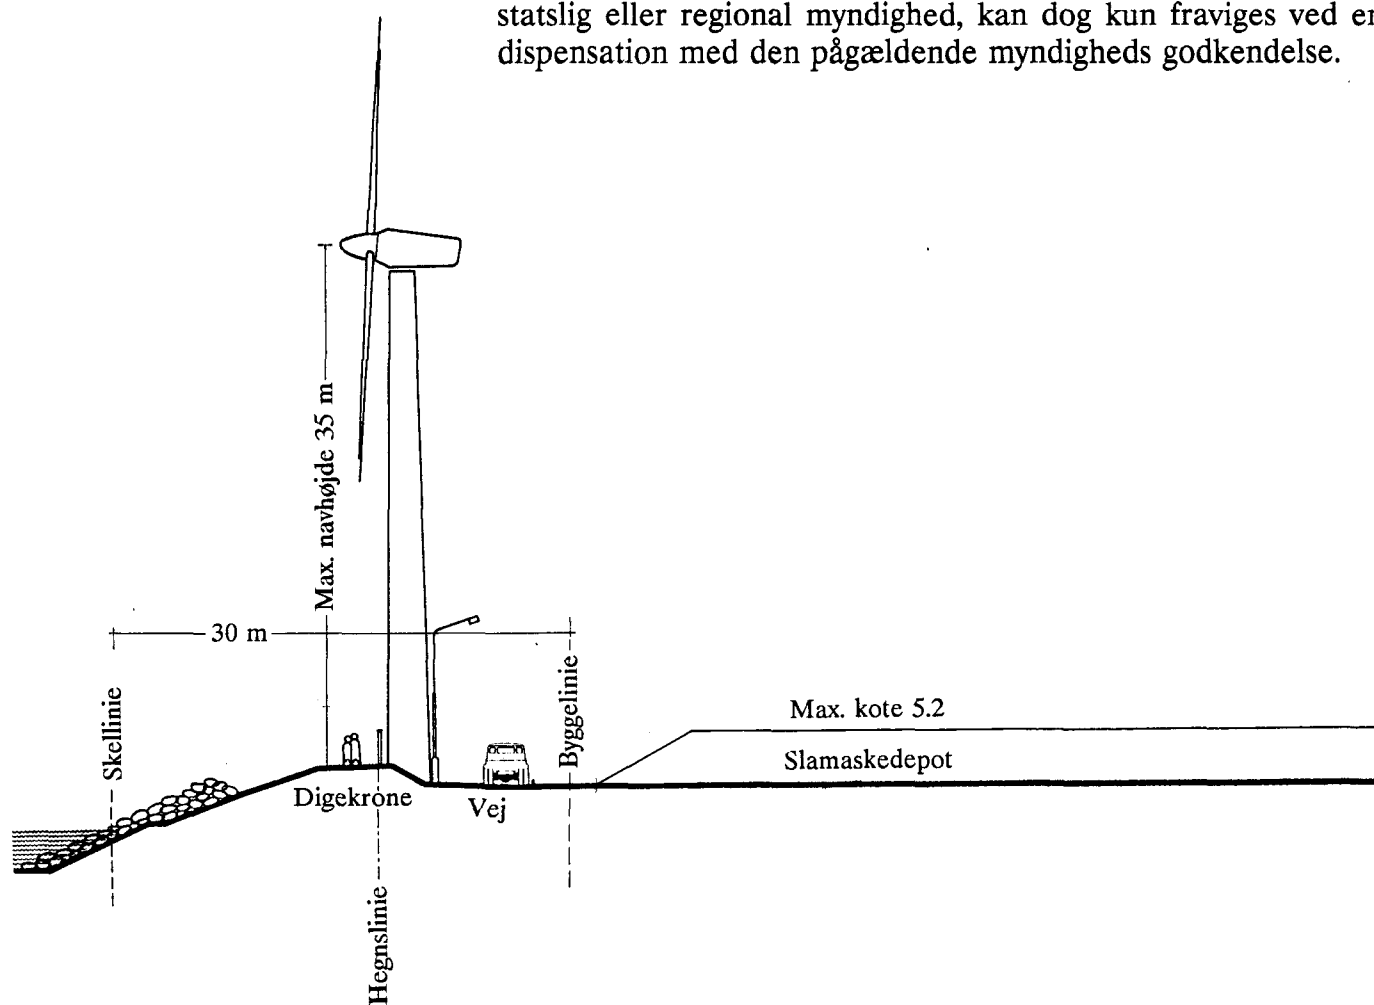 statslig eller regional myndighed, kan dog kun fraviges ved en
dispensation med den pågældende myndigheds godkendelse.
Max. navhøjde 35 m
30 m
Skellinie
Byggelinie
Max. kote 5.2
Slamaskedepot
Digekrone
Vej
Hegnslinie